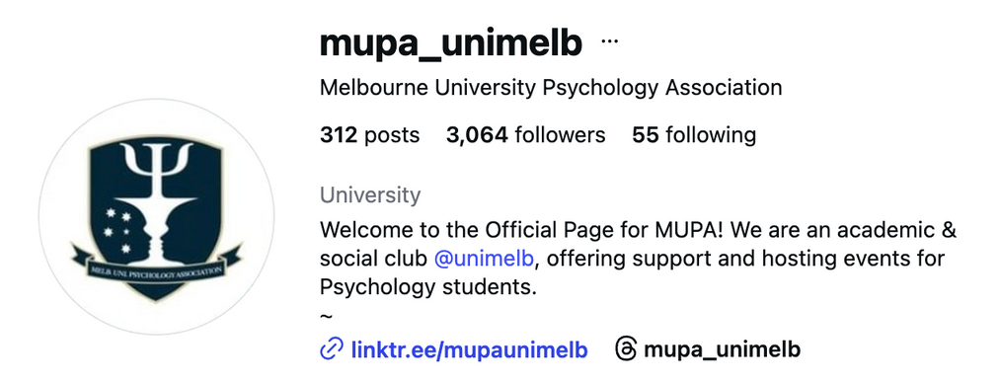 mupa_unimelb ...
Melbourne University Psychology Association
312 posts 3,064 followers 55 following
University
Welcome to the Official Page for MUPA! We are an academic &
social club @unimelb, offering support and hosting events for
Psychology students.
~
linktr.ee/mupaunimelb mupa_unimelb
MELB UNI PSYCHOLOGY ASSOCIATION